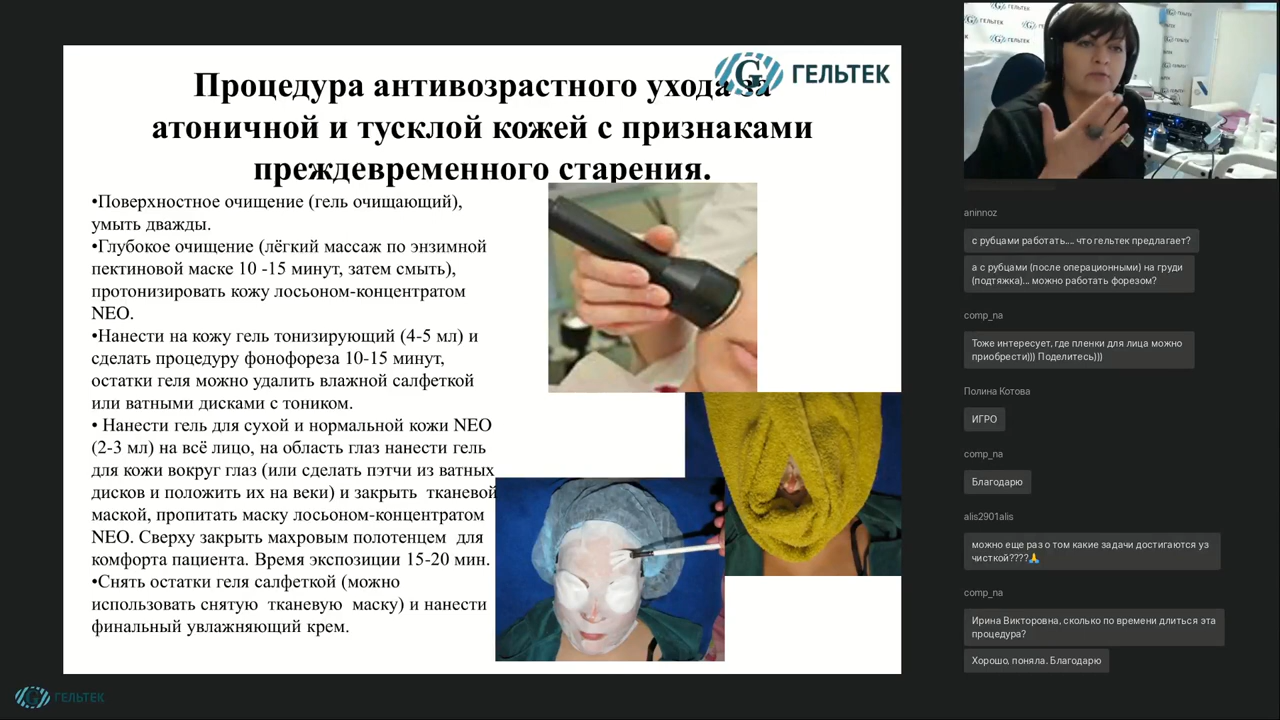 ГЕЛЬТЕК
Процедура антивозрастного ухода за
атоничной и тусклой кожей с признаками
преждевременного старения.
•Поверхностное очищение (гель очищающий),
умыть дважды.
•Глубокое очищение (лёгкий массаж по энзимной
пектиновой маске 10 -15 минут, затем смыть),
протонизировать кожу лосьоном-концентратом
NEO.
•Нанести на кожу гель тонизирующий (4-5 мл) и
сделать процедуру фонофореза 10-15 минут,
остатки геля можно удалить влажной салфеткой
или ватными дисками с тоником.
• Нанести гель для сухой и нормальной кожи NEO
(2-3 мл) на всё лицо, на область глаз нанести гель
для кожи вокруг глаз (или сделать пэтчи из ватных
дисков и положить их на веки) и закрыть тканевой
маской, пропитать маску лосьоном-концентратом
NEO. Сверху закрыть махровым полотенцем для
комфорта пациента. Время экспозиции 15-20 мин.
•Снять остатки геля салфеткой (можно
использовать снятую тканевую маску) и нанести
финальный увлажняющий крем.
ГЕЛЬТЕК
aninnoz
с рубцами работать.... что гельтек предлагает?
а с рубцами (после операционными) на груди
(подтяжка)... можно работать форезом?
comp_na
Тоже интересует, где пленки для лица можно
приобрести))) Поделитесь)))
Полина Котова
ИГРО
comp_na
Благодарю
alis2901alis
можно еще раз о том какие задачи достигаются уз
чисткой????🙏
comp_na
Ирина Викторовна, сколько по времени длиться эта
процедура?
Хорошо, поняла. Благодарю